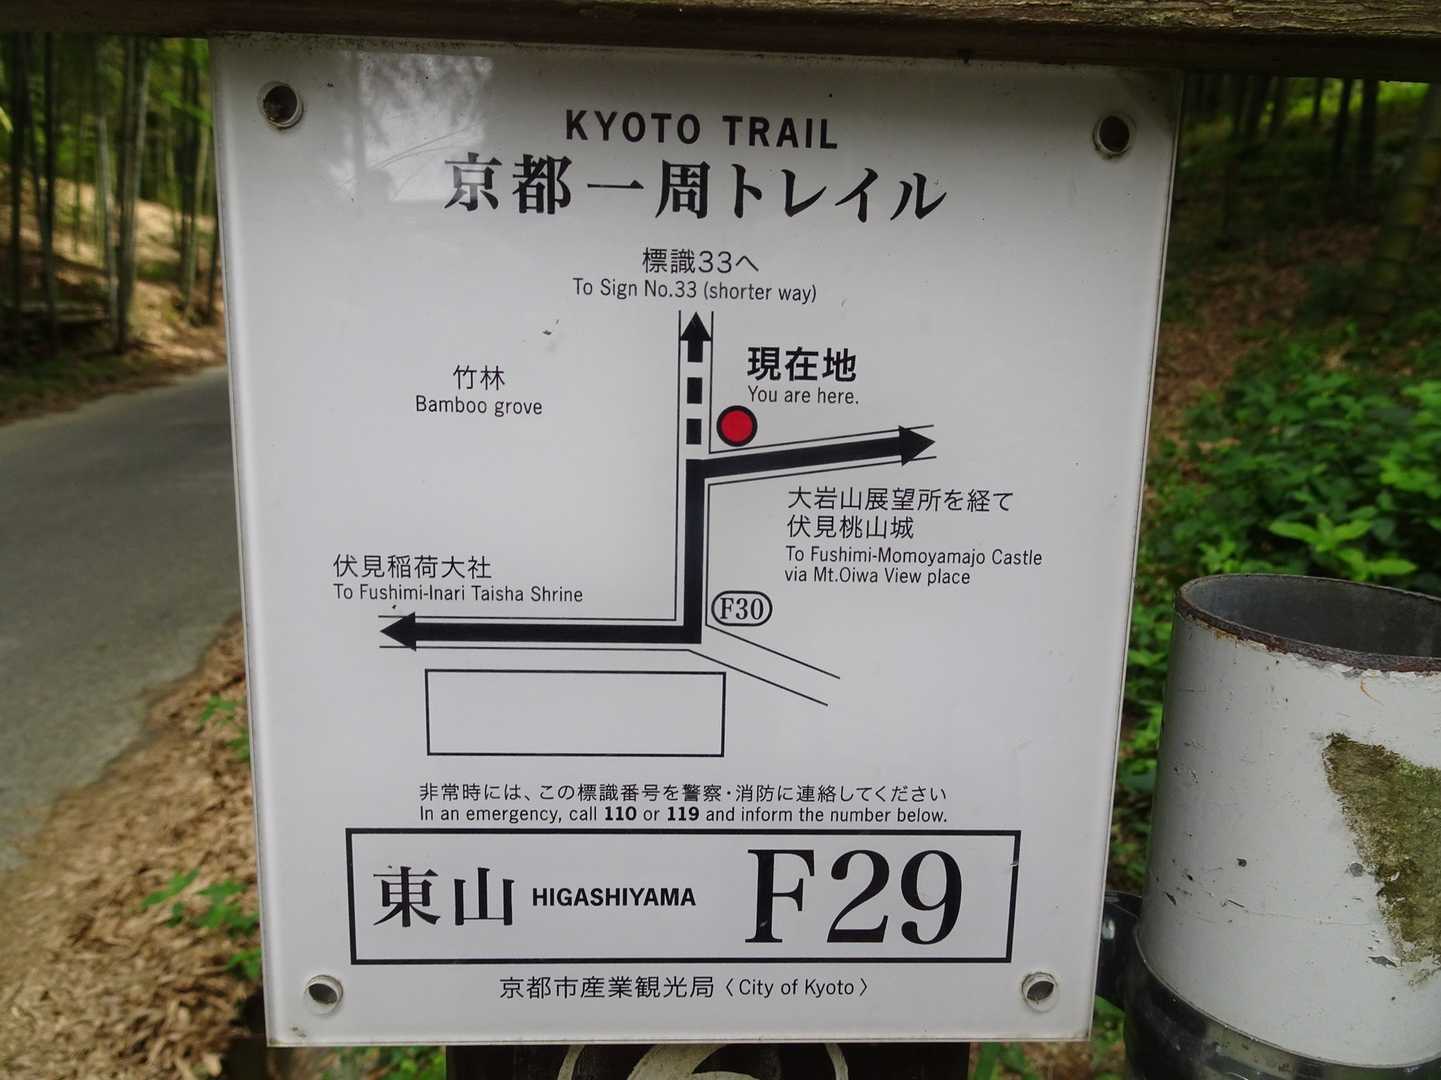 KYOTO TRAIL
京都一周トレイル
標識33へ
To Sign No.33 (shorter way)
現在地
You are here.
竹林
Bamboo grove
大岩山展望所を経て
伏見桃山城
To Fushimi-Momoyamajo Castle
via Mt.Oiwa View place
伏見稲荷大社
To Fushimi-Inari Taisha Shrine
F30
非常時には、この標識番号を警察・消防に連絡してください
In an emergency, call 110 or 119 and inform the number below.
東山 HIGASHIYAMA F29
京都市産業観光局〈City of Kyoto〉